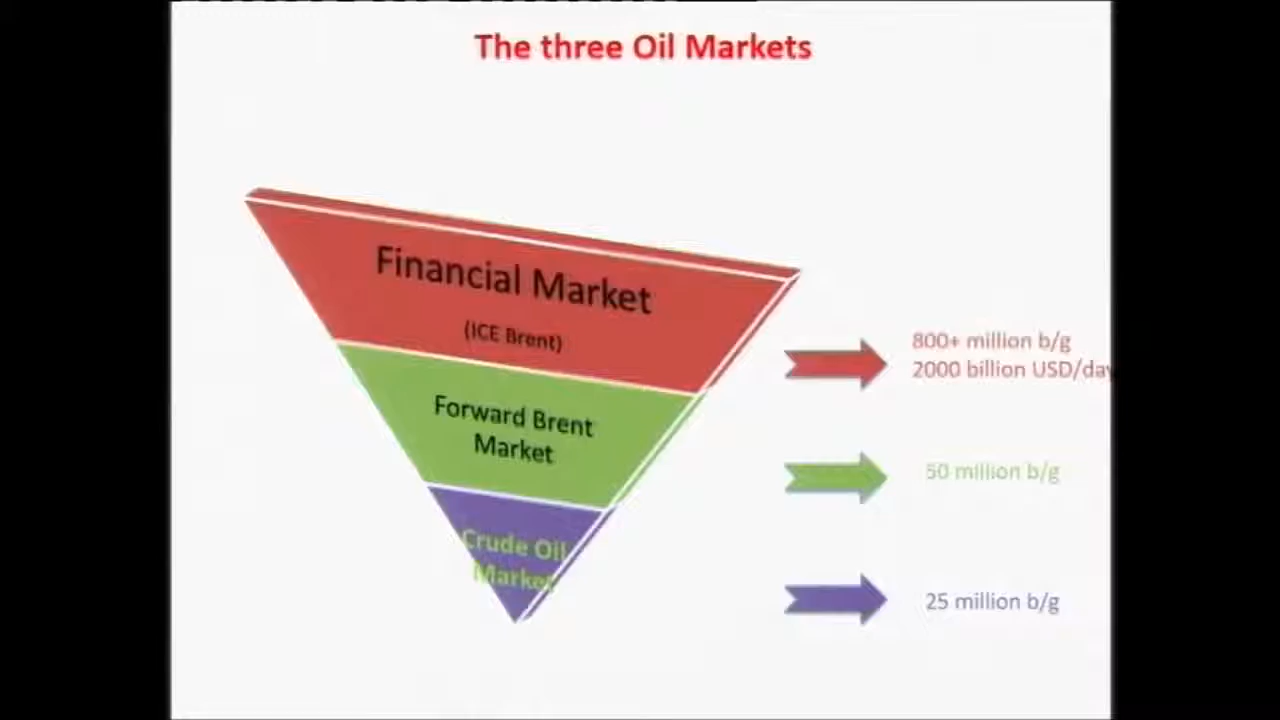 The three Oil Markets
Financial Market
(ICE Brent)
800+ million b/g
2000 billion USD/day
Forward Brent
Market
50 million b/g
Crude Oil
Market
25 million b/g